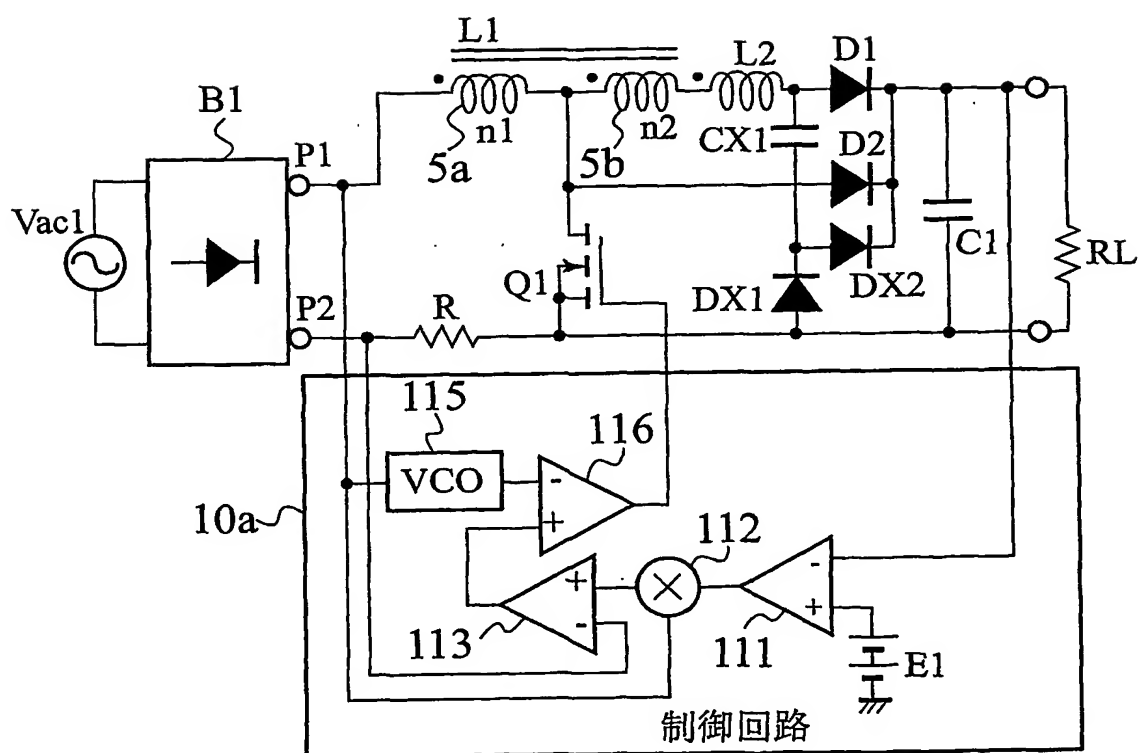 L1
L2
D1
B1
n1
n2
5a
5b
CX1
D2
P1
Vac1
C1
RL
Q1
DX1
DX2
P2
R
115
116
VCO
-
+
10a
112
+
-
-
+
113
111
E1
制御回路